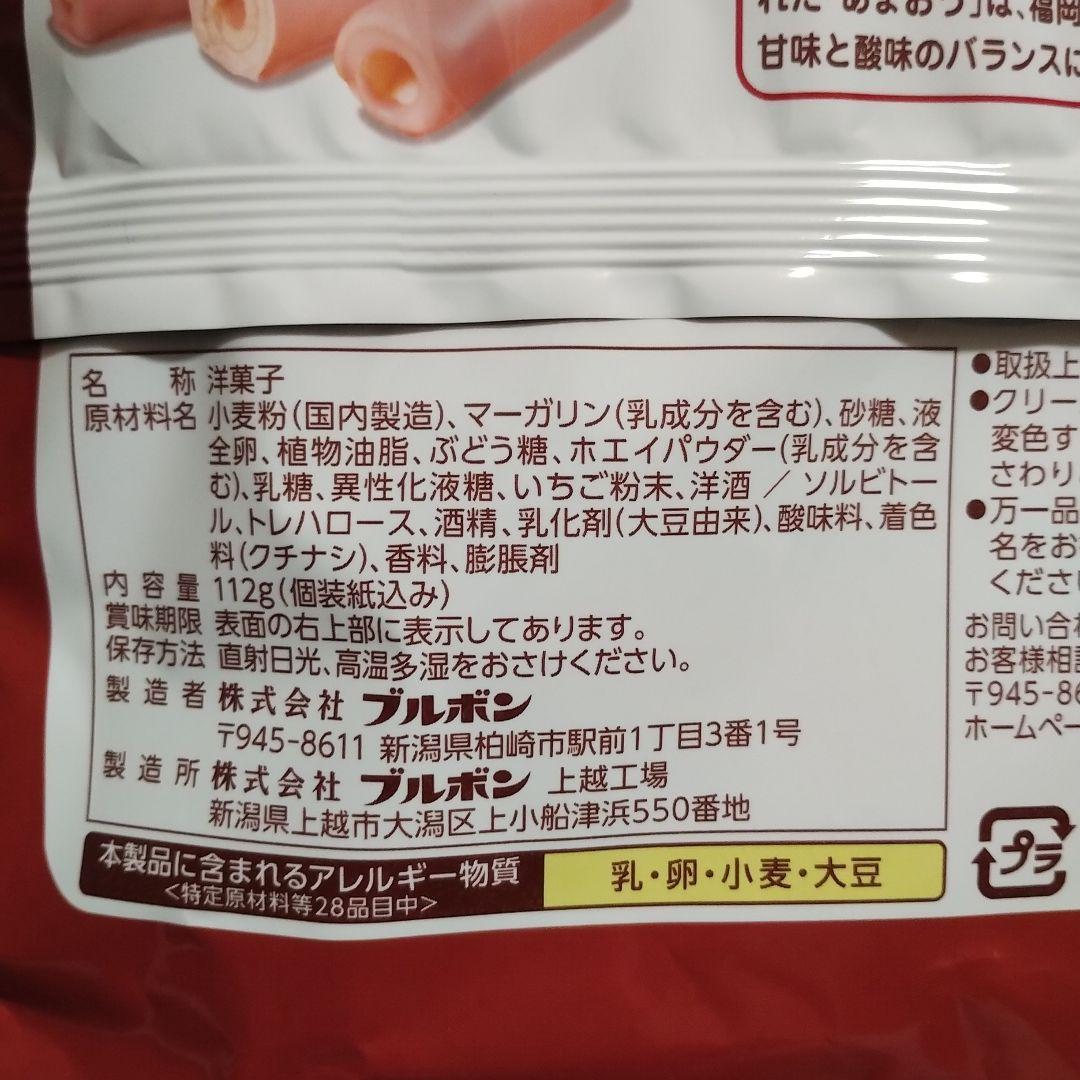 れた「あまおう」は、福岡
甘味と酸味のバランスに
名 称 洋菓子
原材料名 小麦粉(国内製造)、マーガリン(乳成分を含む)、砂糖、液
全卵、植物油脂、ぶどう糖、ホエイパウダー(乳成分を含
む)、乳糖、異性化液糖、いちご粉末、洋酒 / ソルビトー
ル、トレハロース、酒精、乳化剤(大豆由来)、酸味料、着色
料(クチナシ)、香料、膨脹剤
内容量 112g(個装紙込み)
賞味期限 表面の右上部に表示してあります。
保存方法 直射日光、高温多湿をおさけください。
製造者 株式会社 ブルボン
〒945-8611 新潟県柏崎市駅前1丁目3番1号
製造所 株式会社 ブルボン 上越工場
新潟県上越市大潟区上小船津浜550番地
本製品に含まれるアレルギー物質
<特定原材料等28品目中>
乳・卵・小麦・大豆
●取扱上
●クリー
変色す
さわり
●万一品
名をお
くださ
お問い合
お客様相
〒945-86
ホームペー
プラ